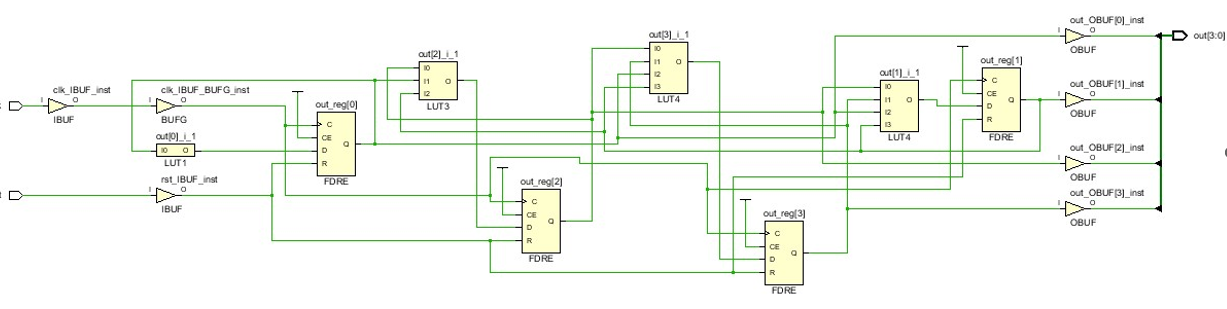 clk_IBUF_inst
I
O
IBUF
clk_IBUF_BUFG_inst
I
O
BUFG
out[0]_i_1
I0
O
LUT1
rst_IBUF_inst
I
O
IBUF
out_reg[0]
C
CE
D
R
Q
FDRE
out[2]_i_1
I0
I1
I2
O
LUT3
out_reg[2]
C
CE
D
R
Q
FDRE
out[3]_i_1
I0
I1
I2
I3
O
LUT4
out_reg[3]
C
CE
D
R
Q
FDRE
out[1]_i_1
I0
I1
I2
I3
O
LUT4
out_reg[1]
C
CE
D
R
Q
FDRE
out_OBUF[0]_inst
I
O
OBUF
out_OBUF[1]_inst
I
O
OBUF
out_OBUF[2]_inst
I
O
OBUF
out_OBUF[3]_inst
I
O
OBUF
out[3:0]